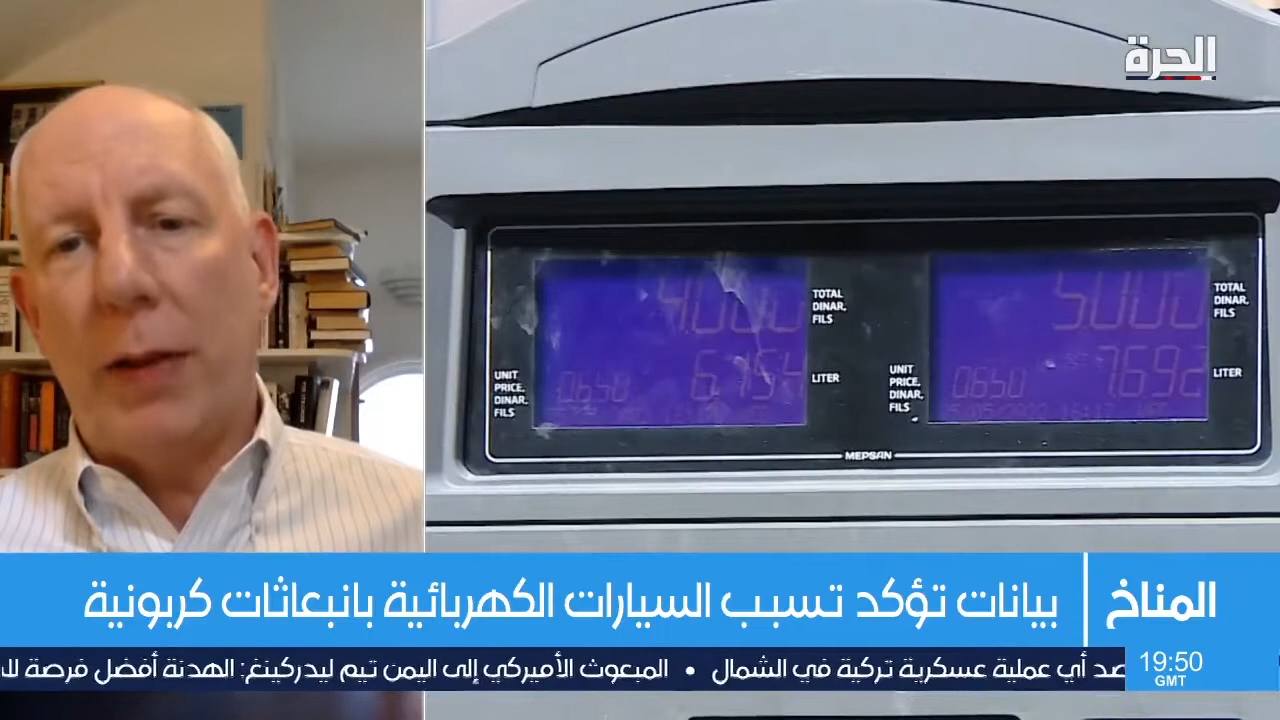 الحرة
4.000
TOTAL
DINAR,
FILS
5.000
TOTAL
DINAR,
FILS
UNIT
PRICE,
DINAR,
FILS
0.650
6.154
LITER
UNIT
PRICE,
DINAR,
FILS
0.650
7.692
LITER
MEPSAN
المناخ
بيانات تؤكد تسبب السيارات الكهربائية بانبعاثات كربونية
أي عملية عسكرية تركية في الشمال • المبعوث الأميركي إلى اليمن تيم ليدركينغ: الهدنة أفضل فرصة
19:50
GMT